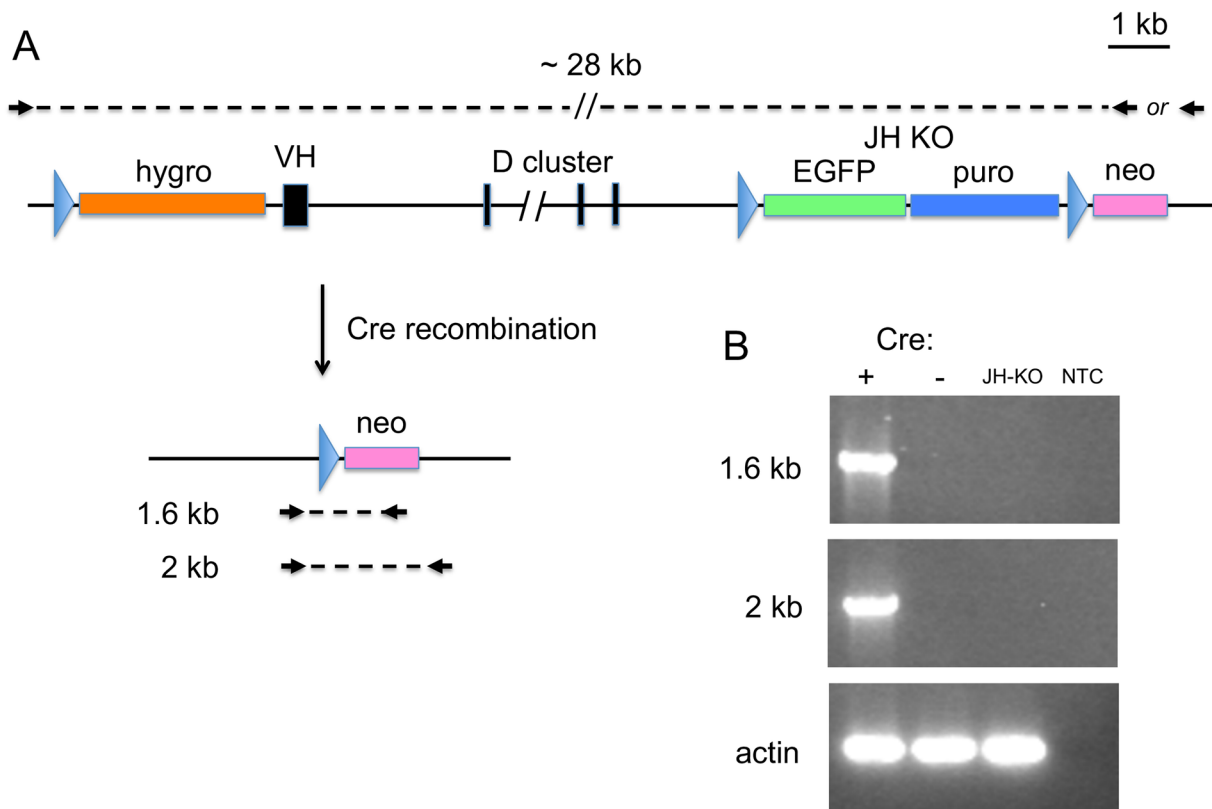 A
1 kb
~ 28 kb
//
or
JH KO
VH
D cluster
hygro
EGFP
puro
neo
//
Cre recombination
neo
1.6 kb
2 kb
B
Cre:
+ - JH-KO NTC
1.6 kb
2 kb
actin